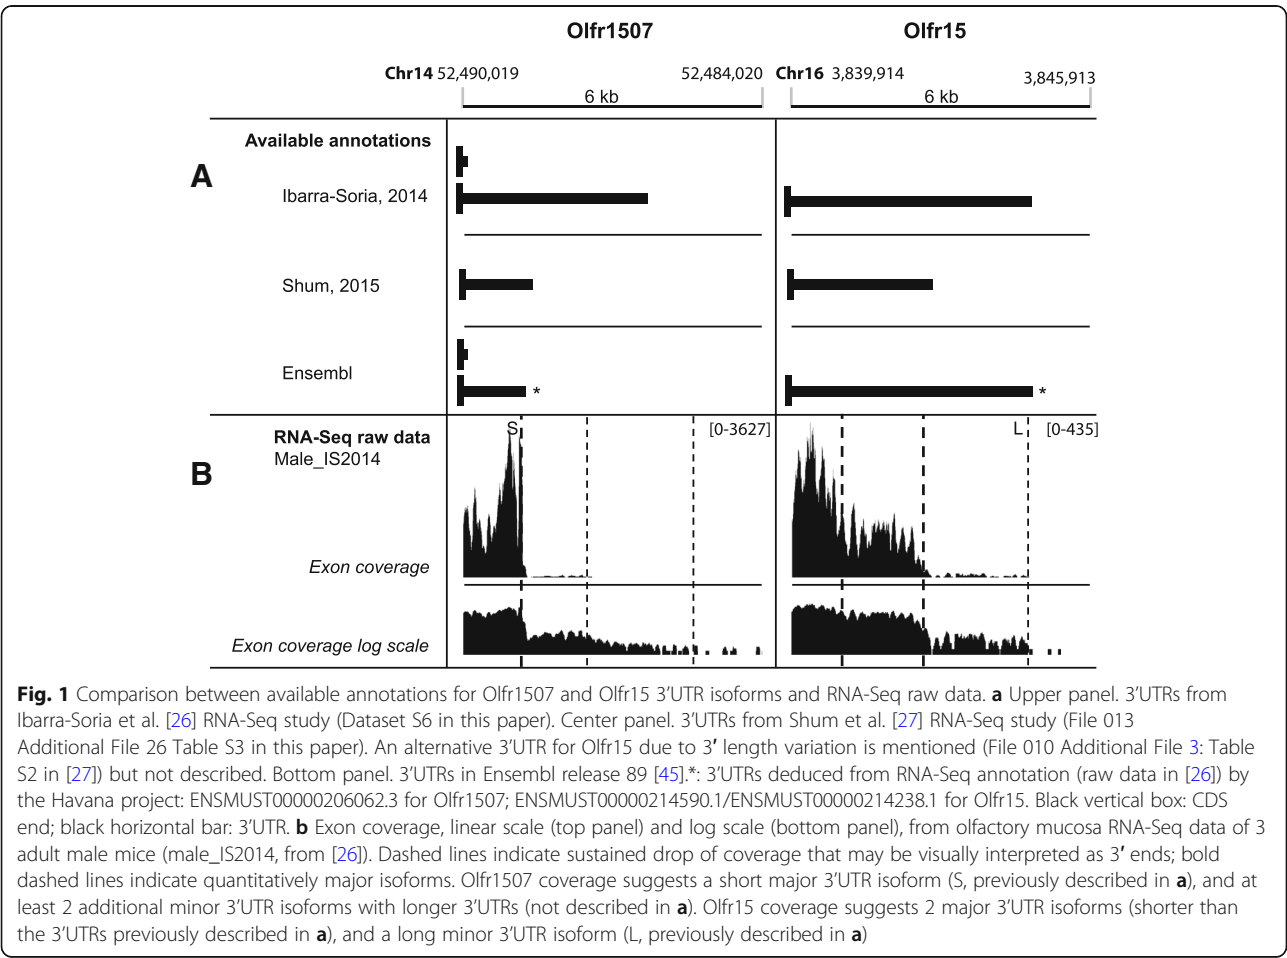 Olfr1507 Olfr15
Chr14 52,490,019 52,484,020 Chr16 3,839,914 3,845,913
6 kb 6 kb
Available annotations
A
Ibarra-Soria, 2014
Shum, 2015
Ensembl * *
RNA-Seq raw data S [0-3627] L [0-435]
Male_IS2014
B
Exon coverage
Exon coverage log scale
Fig. 1 Comparison between available annotations for Olfr1507 and Olfr15 3′UTR isoforms and RNA-Seq raw data. a Upper panel. 3′UTRs from
Ibarra-Soria et al. [26] RNA-Seq study (Dataset S6 in this paper). Center panel. 3′UTRs from Shum et al. [27] RNA-Seq study (File 013
Additional File 26 Table S3 in this paper). An alternative 3′UTR for Olfr15 due to 3′ length variation is mentioned (File 010 Additional File 3: Table
S2 in [27]) but not described. Bottom panel. 3′UTRs in Ensembl release 89 [45].*: 3′UTRs deduced from RNA-Seq annotation (raw data in [26]) by
the Havana project: ENSMUST00000206062.3 for Olfr1507; ENSMUST00000214590.1/ENSMUST00000214238.1 for Olfr15. Black vertical box: CDS
end; black horizontal bar: 3′UTR. b Exon coverage, linear scale (top panel) and log scale (bottom panel), from olfactory mucosa RNA-Seq data of 3
adult male mice (male_IS2014, from [26]). Dashed lines indicate sustained drop of coverage that may be visually interpreted as 3′ ends; bold
dashed lines indicate quantitatively major isoforms. Olfr1507 coverage suggests a short major 3′UTR isoform (S, previously described in a), and at
least 2 additional minor 3′UTR isoforms with longer 3′UTRs (not described in a). Olfr15 coverage suggests 2 major 3′UTR isoforms (shorter than
the 3′UTRs previously described in a), and a long minor 3′UTR isoform (L, previously described in a)